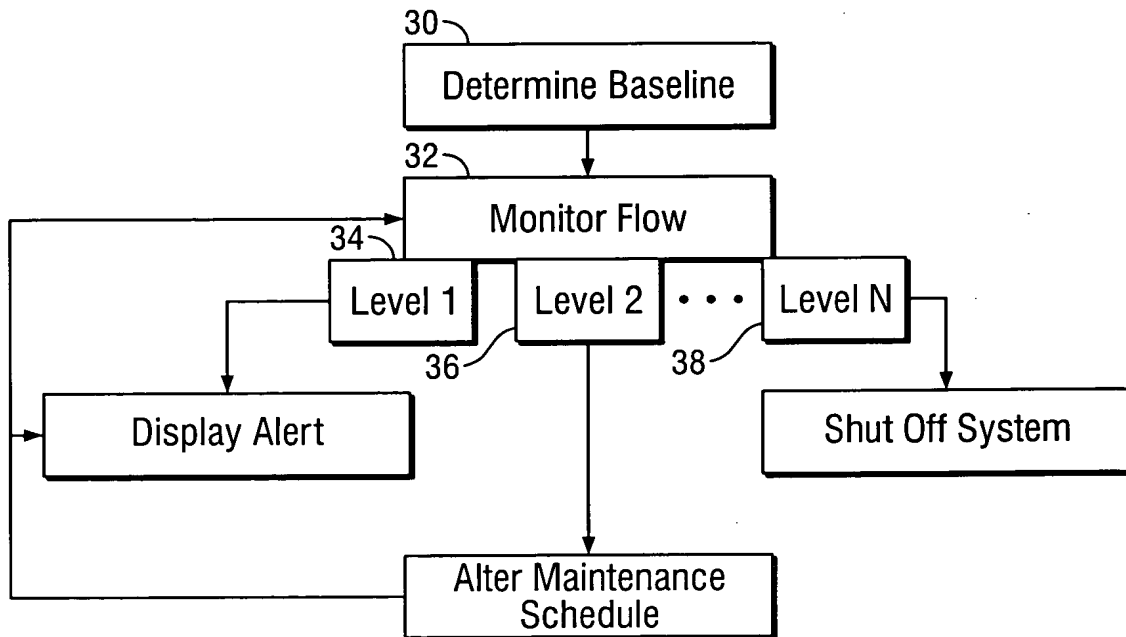 30
Determine Baseline
32
Monitor Flow
34
Level 1
Level 2
• • •
Level N
36
38
Display Alert
Shut Off System
Alter Maintenance
Schedule